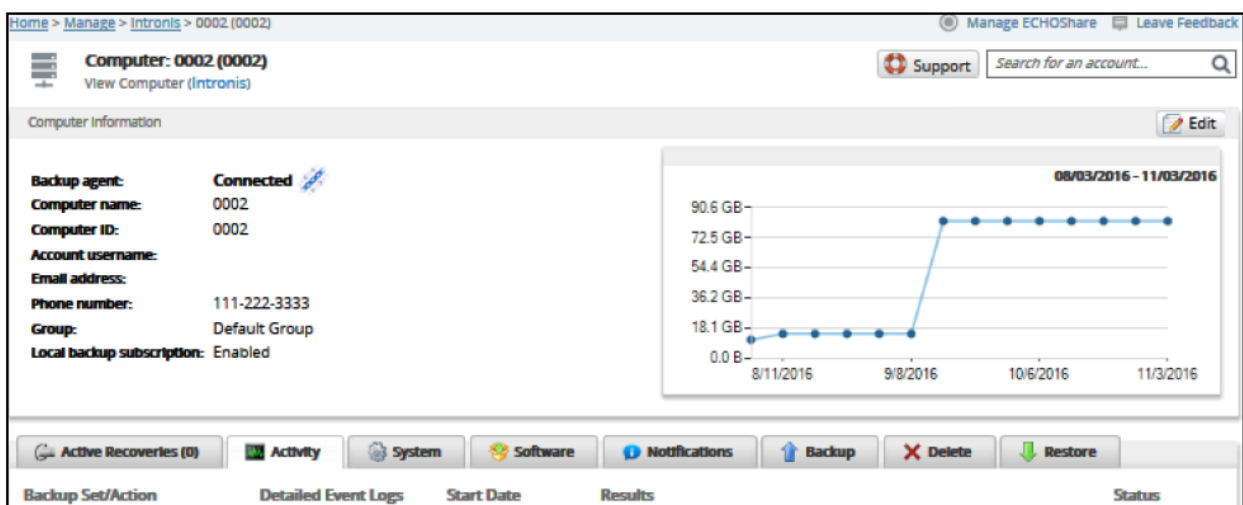 Home > Manage > Intronis > 0002 (0002)
Manage ECHOShare
Leave Feedback
Computer: 0002 (0002)
View Computer (Intronis)
Support
Search for an account...
Computer Information
Edit
Backup agent: Connected
Computer name: 0002
Computer ID: 0002
Account username:
Email address:
Phone number: 111-222-3333
Group: Default Group
Local backup subscription: Enabled
08/03/2016 - 11/03/2016
90.6 GB
72.5 GB
54.4 GB
36.2 GB
18.1 GB
0.0 B
8/11/2016 9/8/2016 10/6/2016 11/3/2016
Active Recoveries (0) Activity System Software Notifications Backup Delete Restore
Backup Set/Action Detailed Event Logs Start Date Results Status